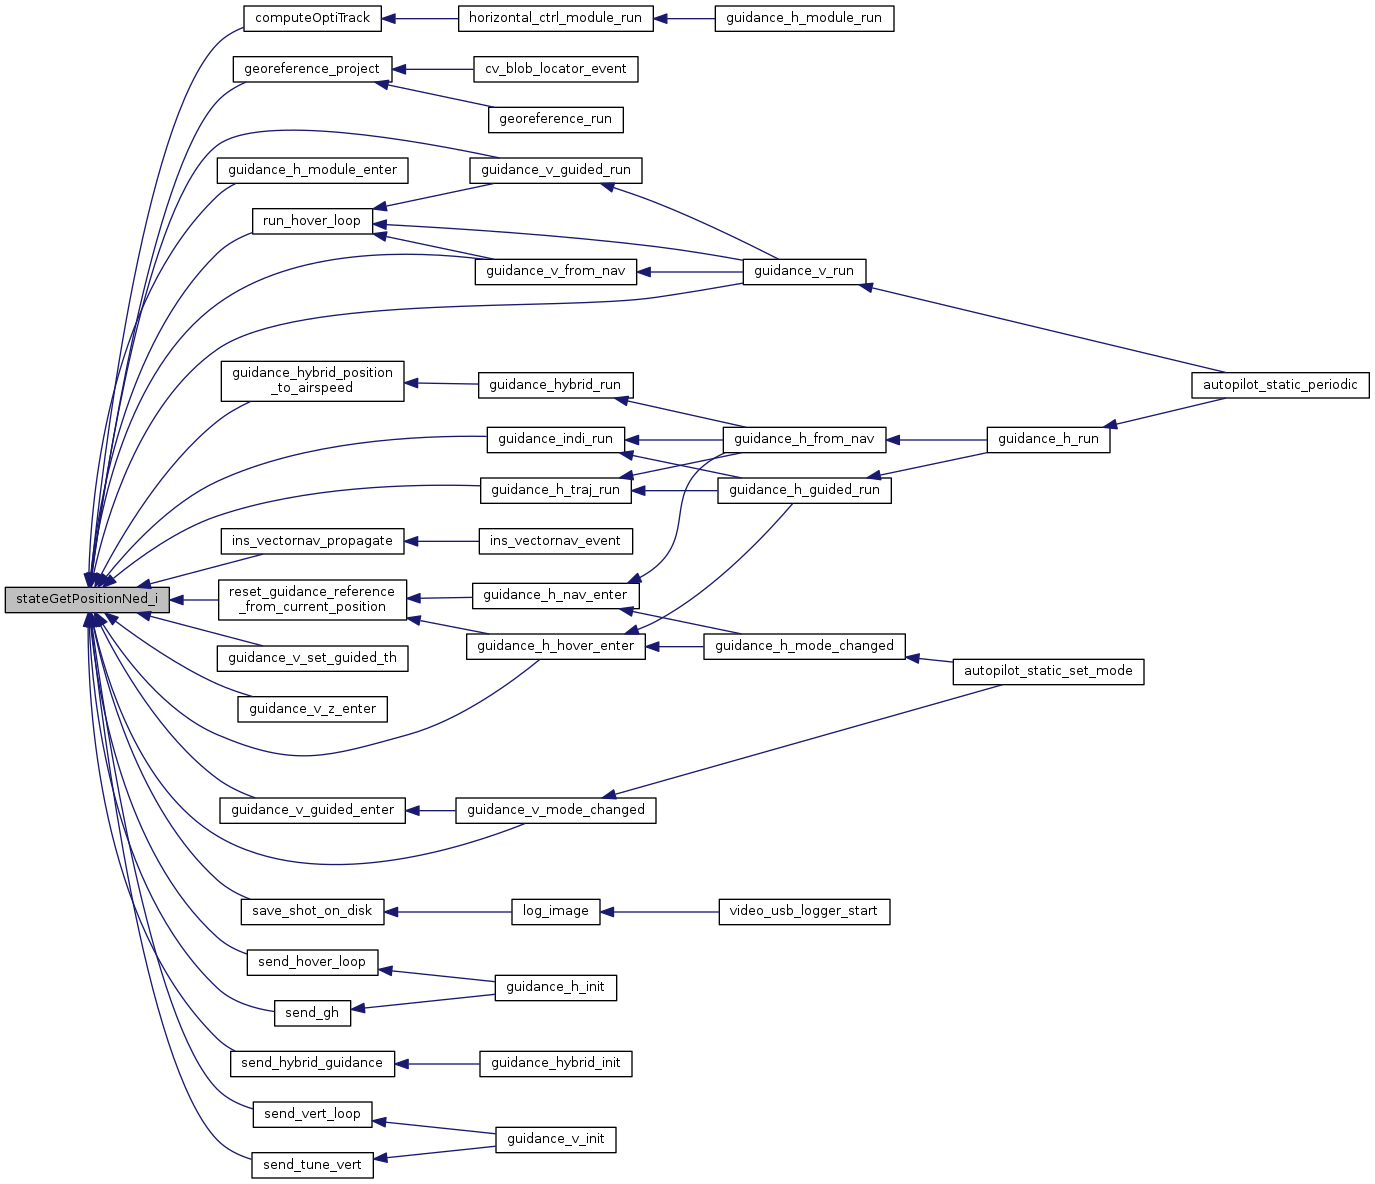 computeOptiTrack
horizontal_ctrl_module_run
guidance_h_module_run
georeference_project
cv_blob_locator_event
georeference_run
guidance_h_module_enter
guidance_v_guided_run
run_hover_loop
guidance_v_from_nav
guidance_v_run
guidance_hybrid_position
_to_airspeed
guidance_hybrid_run
autopilot_static_periodic
guidance_indi_run
guidance_h_from_nav
guidance_h_run
guidance_h_traj_run
guidance_h_guided_run
ins_vectornav_propagate
ins_vectornav_event
stateGetPositionNed_i
reset_guidance_reference
_from_current_position
guidance_h_nav_enter
guidance_v_set_guided_th
guidance_h_hover_enter
guidance_h_mode_changed
autopilot_static_set_mode
guidance_v_z_enter
guidance_v_guided_enter
guidance_v_mode_changed
save_shot_on_disk
log_image
video_usb_logger_start
send_hover_loop
guidance_h_init
send_gh
send_hybrid_guidance
guidance_hybrid_init
send_vert_loop
guidance_v_init
send_tune_vert